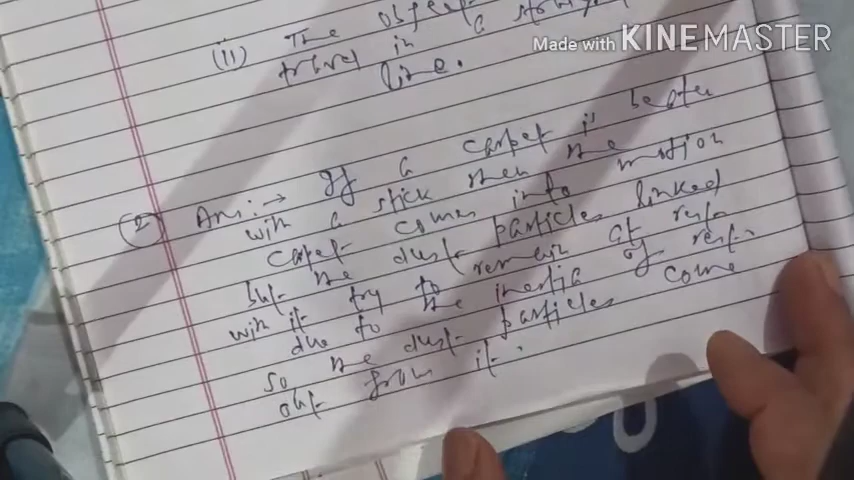 Made with KINEMASTER
(ii) The object
travel in a straight
line.
(2) Ans:→ If a carpet is beaten
with a stick then the
carpet comes into motion
but the dust particles linked
with it try to remain at rest
due to the inertia of rest.
So, the dust particles come
out from it.